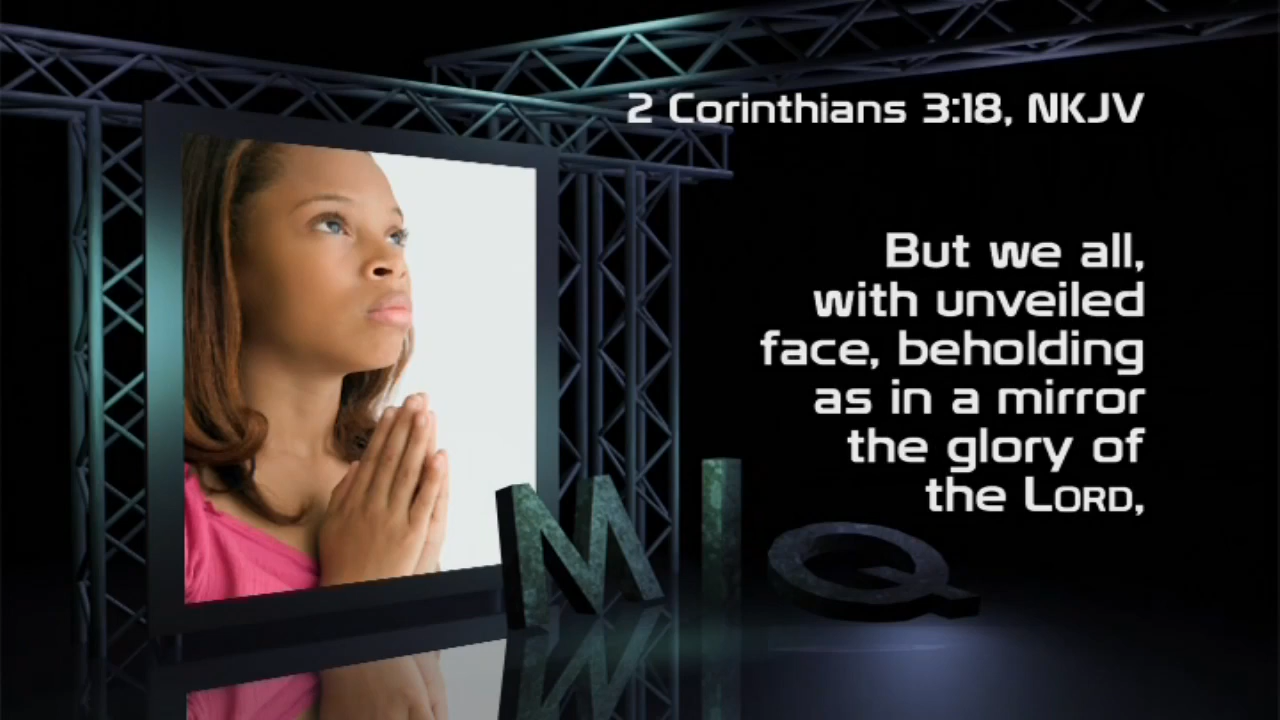 2 Corinthians 3:18, NKJV
But we all,
with unveiled
face, beholding
as in a mirror
the glory of
the LORD,
M I Q